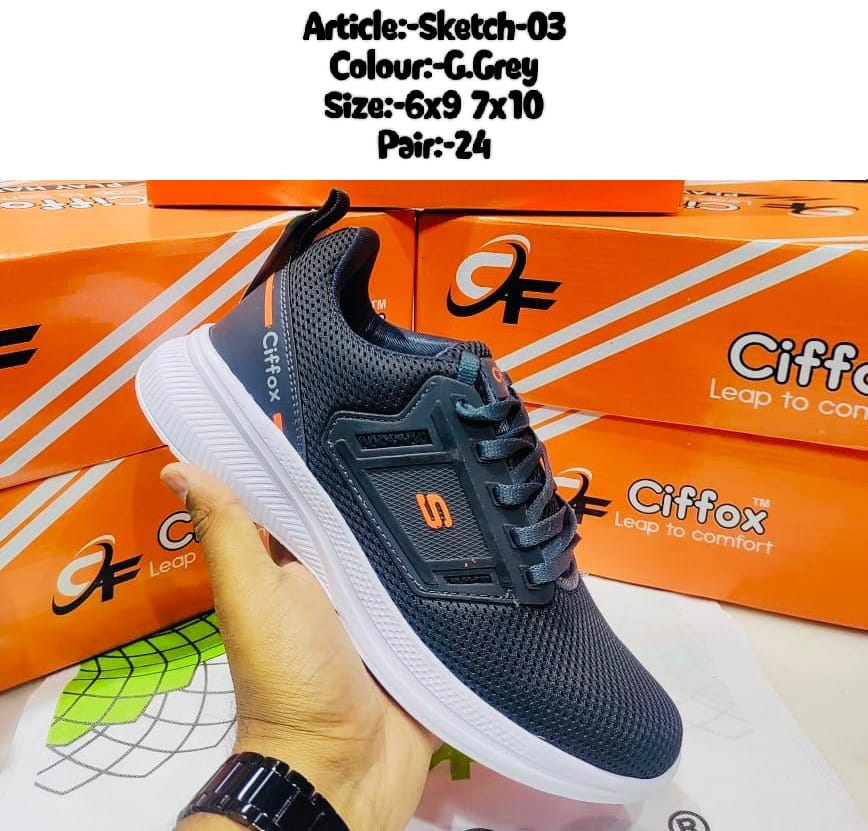 Article:-Sketch-03
Colour:-G.Grey
Size:-6x9 7x10
Pair:-24
Ciffox
Ciffox
Leap to com
Ciffox
S
Ciffox™
Leap to comfort
C
Leap